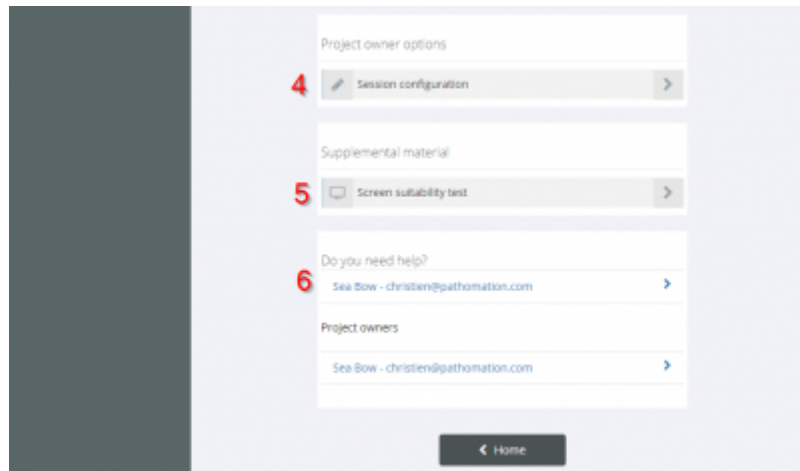 Project owner options
4 Session configuration
Supplemental material
5 Screen suitability test
Do you need help?
6 Sea Bow - christien@pathomation.com
Project owners
Sea Bow - christien@pathomation.com
Home